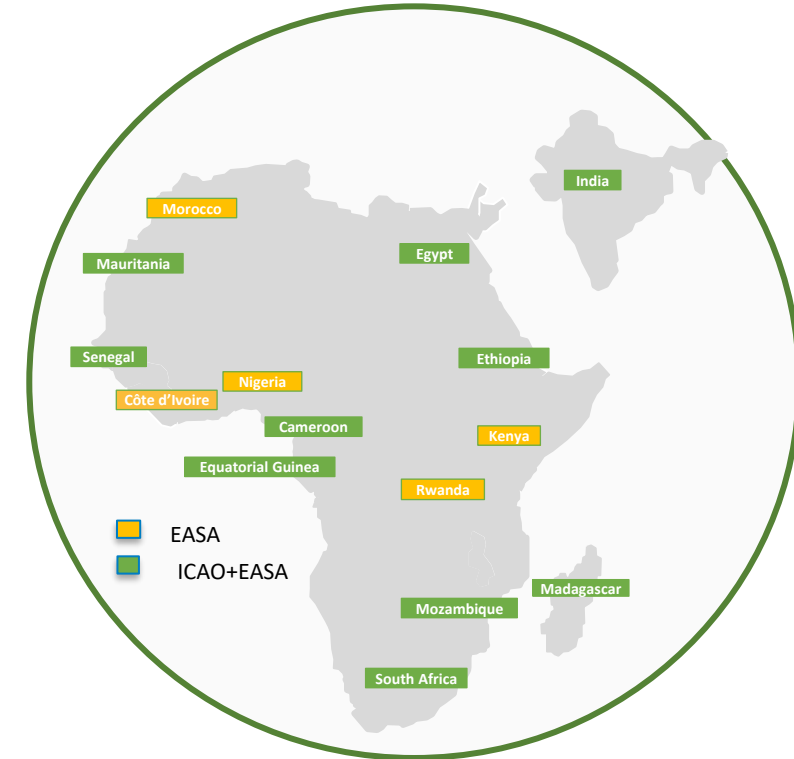 India
Morocco
Egypt
Mauritania
Senegal
Ethiopia
Nigeria
Côte d’Ivoire
Cameroon
Kenya
Equatorial Guinea
Rwanda
EASA
ICAO+EASA
Madagascar
Mozambique
South Africa